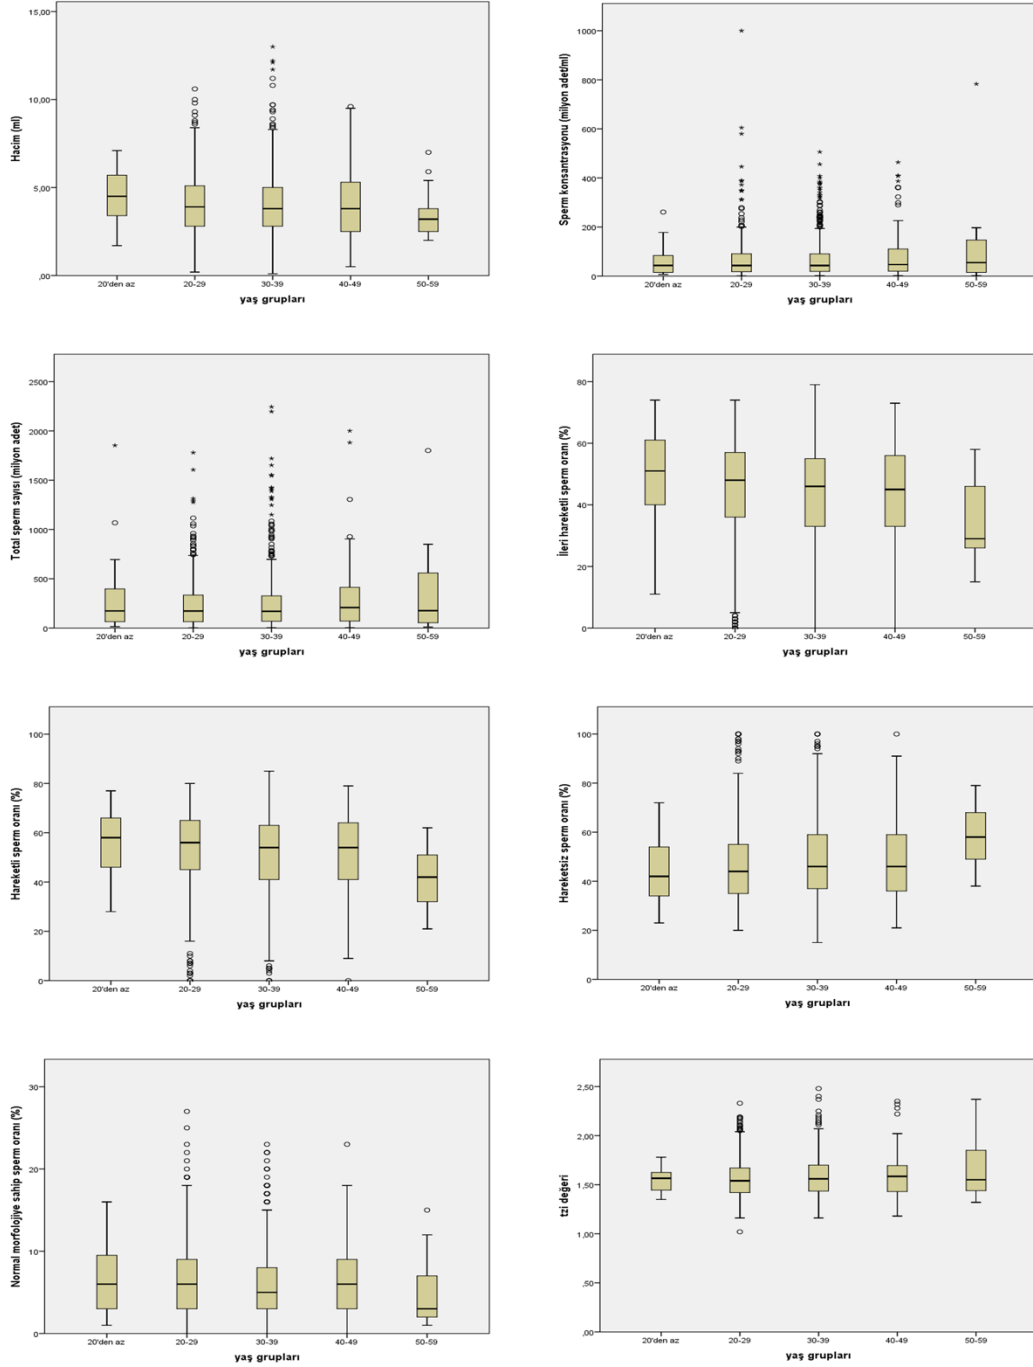 15,00
10,00
5,00
,00
Hacim (ml)
20'den az 20-29 30-39 40-49 50-59
yaş grupları
1000
800
600
400
200
0
Sperm konsantrasyonu (milyon adet/ml)
20'den az 20-29 30-39 40-49 50-59
yaş grupları
2500
2000
1500
1000
500
0
Total sperm sayısı (milyon adet)
20'den az 20-29 30-39 40-49 50-59
yaş grupları
80
60
40
20
0
İleri hareketli sperm oranı (%)
20'den az 20-29 30-39 40-49 50-59
yaş grupları
100
80
60
40
20
0
Hareketli sperm oranı (%)
20'den az 20-29 30-39 40-49 50-59
yaş grupları
100
80
60
40
20
0
Hareketsiz sperm oranı (%)
20'den az 20-29 30-39 40-49 50-59
yaş grupları
30
20
10
0
Normal morfolojiye sahip sperm oranı (%)
20'den az 20-29 30-39 40-49 50-59
yaş grupları
2,50
2,00
1,50
1,00
,50
,00
tzi değeri
20'den az 20-29 30-39 40-49 50-59
yaş grupları